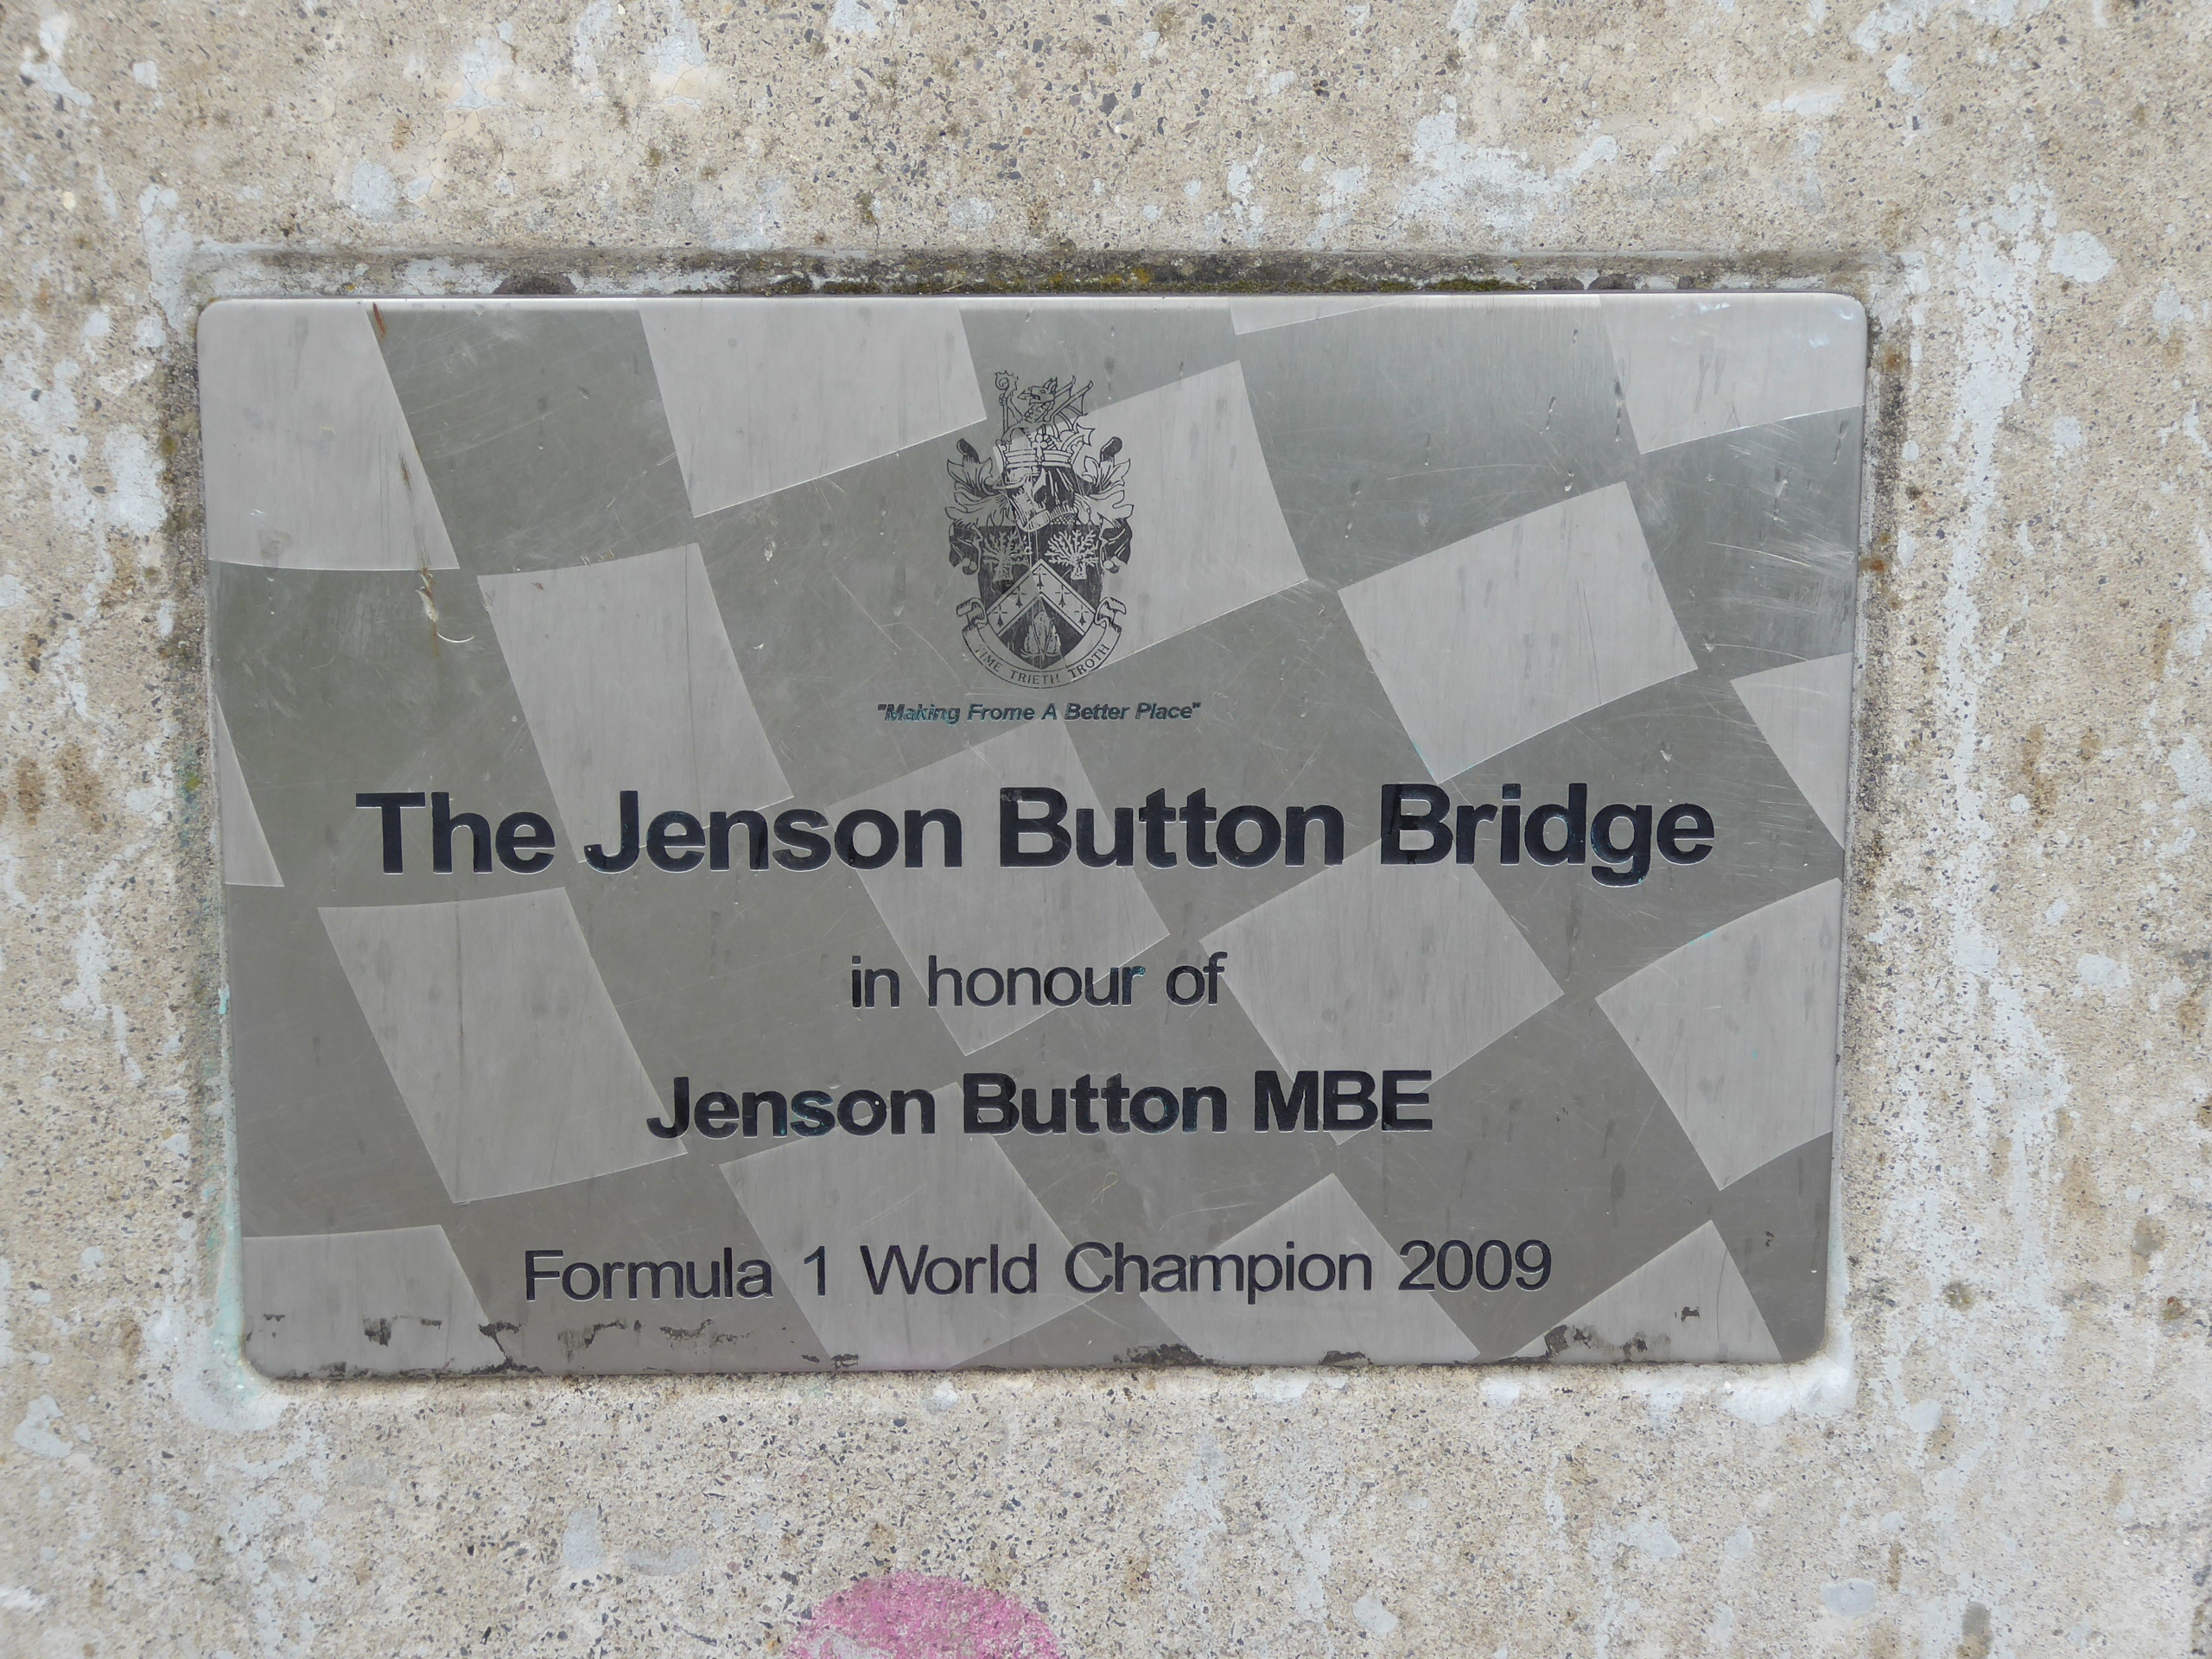 TIME TRIETH TROTH
"Making Frome A Better Place"
The Jenson Button Bridge
in honour of
Jenson Button MBE
Formula 1 World Champion 2009